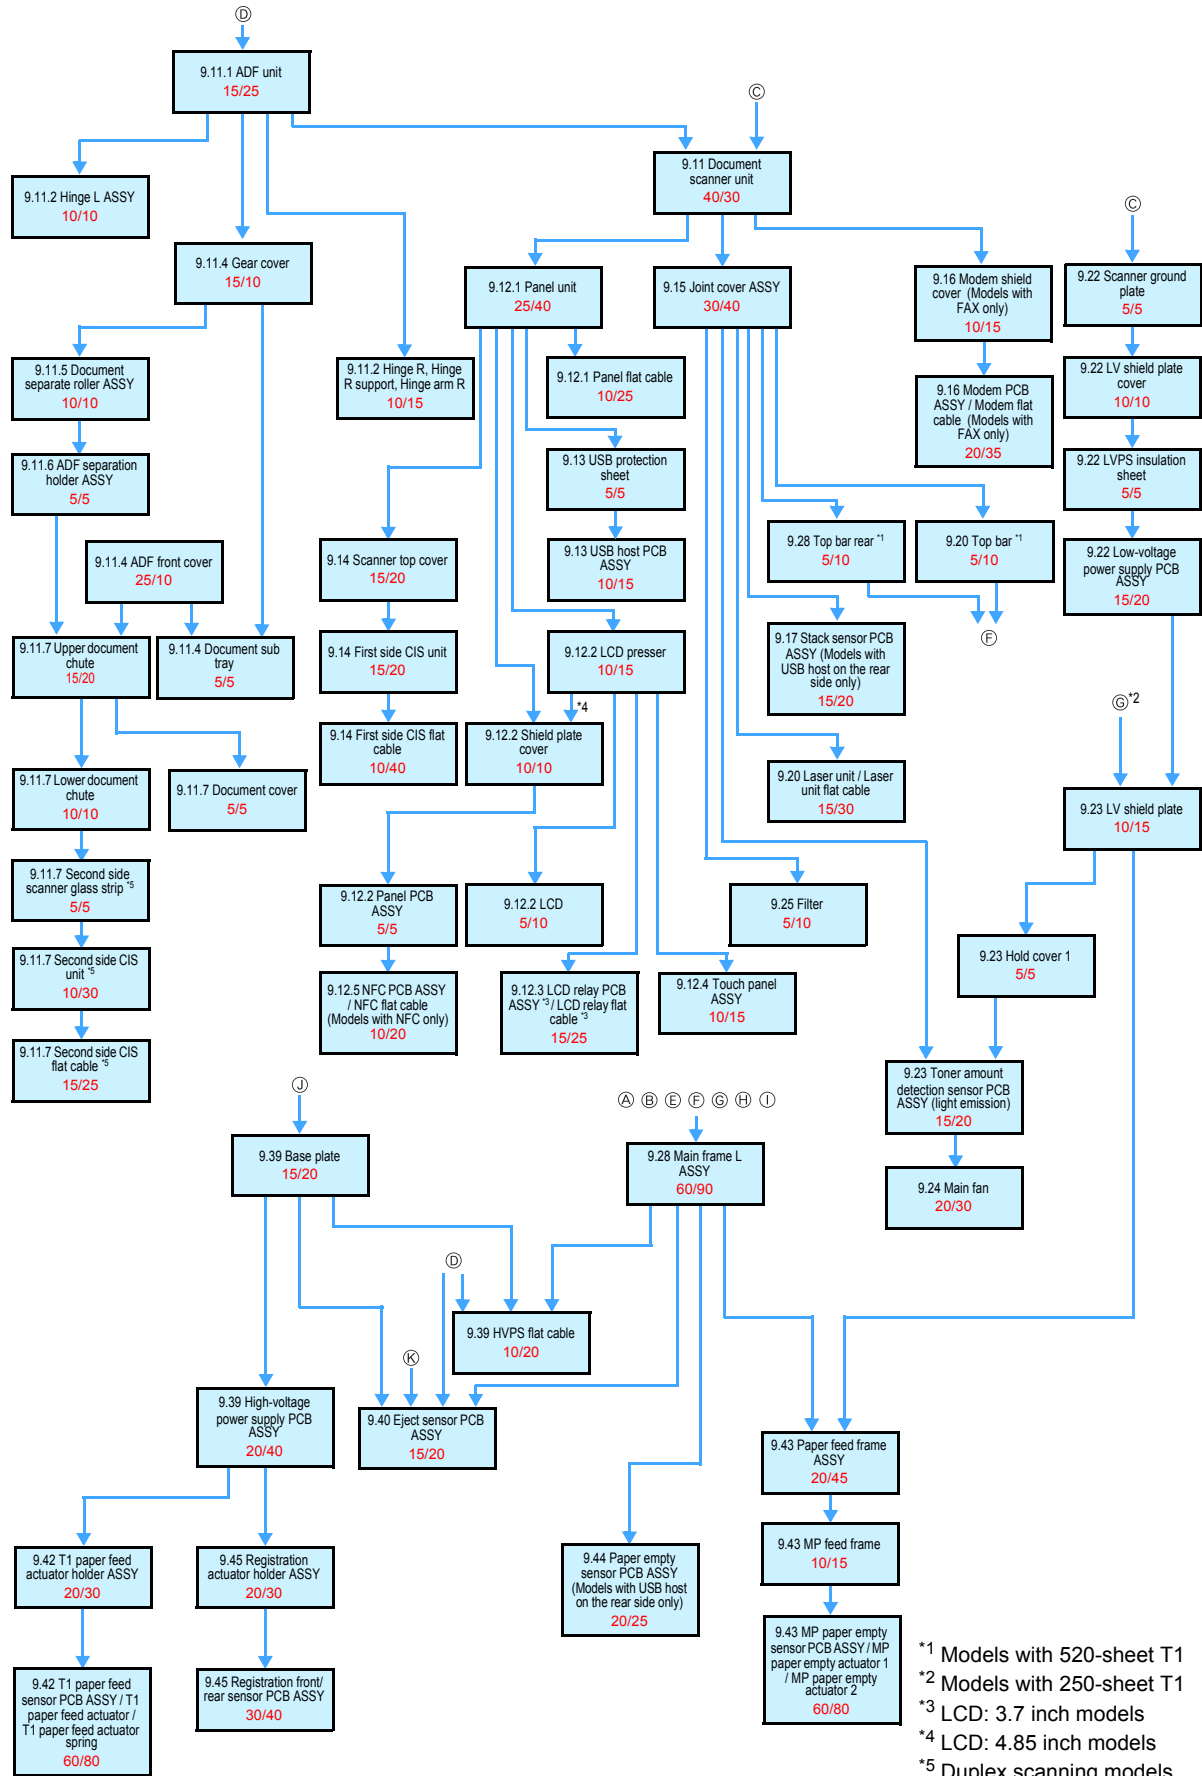 Ⓓ
9.11.1 ADF unit
15/25
Ⓒ
9.11 Document
scanner unit
40/30
9.11.2 Hinge L ASSY
10/10
Ⓒ
9.11.4 Gear cover
15/10
9.12.1 Panel unit
25/40
9.15 Joint cover ASSY
30/40
9.16 Modem shield
cover (Models with
FAX only)
10/15
9.22 Scanner ground
plate
5/5
9.11.5 Document
separate roller ASSY
10/10
9.11.2 Hinge R, Hinge
R support, Hinge arm R
10/15
9.12.1 Panel flat cable
10/25
9.16 Modem PCB
ASSY / Modem flat
cable (Models with
FAX only)
20/35
9.22 LV shield plate
cover
10/10
9.11.6 ADF separation
holder ASSY
5/5
9.13 USB protection
sheet
5/5
9.22 LVPS insulation
sheet
5/5
9.11.4 ADF front cover
25/10
9.14 Scanner top cover
15/20
9.13 USB host PCB
ASSY
10/15
9.28 Top bar rear *1
5/10
9.20 Top bar *1
5/10
9.22 Low-voltage
power supply PCB
ASSY
15/20
9.11.7 Upper document
chute
15/20
9.11.4 Document sub
tray
5/5
9.14 First side CIS unit
15/20
9.12.2 LCD presser
10/15
9.17 Stack sensor PCB
ASSY (Models with
USB host on the rear
side only)
15/20
Ⓕ
*4
Ⓖ*2
9.14 First side CIS flat
cable
10/40
9.12.2 Shield plate
cover
10/10
9.11.7 Lower document
chute
10/10
9.11.7 Document cover
5/5
9.20 Laser unit / Laser
unit flat cable
15/30
9.23 LV shield plate
10/15
9.11.7 Second side
scanner glass strip *5
5/5
9.12.2 Panel PCB
ASSY
5/5
9.12.2 LCD
5/10
9.25 Filter
5/10
9.23 Hold cover 1
5/5
9.11.7 Second side CIS
unit *5
10/30
9.12.5 NFC PCB ASSY
/ NFC flat cable
(Models with NFC only)
10/20
9.12.3 LCD relay PCB
ASSY *3 / LCD relay flat
cable *3
15/25
9.12.4 Touch panel
ASSY
10/15
9.11.7 Second side CIS
flat cable *5
15/25
9.23 Toner amount
detection sensor PCB
ASSY (light emission)
15/20
Ⓙ
Ⓐ Ⓑ Ⓔ Ⓕ Ⓖ Ⓗ Ⓘ
9.39 Base plate
15/20
9.28 Main frame L
ASSY
60/90
9.24 Main fan
20/30
Ⓓ
9.39 HVPS flat cable
10/20
Ⓚ
9.39 High-voltage
power supply PCB
ASSY
20/40
9.40 Eject sensor PCB
ASSY
15/20
9.43 Paper feed frame
ASSY
20/45
9.42 T1 paper feed
actuator holder ASSY
20/30
9.45 Registration
actuator holder ASSY
20/30
9.44 Paper empty
sensor PCB ASSY
(Models with USB host
on the rear side only)
20/25
9.43 MP feed frame
10/15
9.42 T1 paper feed
sensor PCB ASSY / T1
paper feed actuator /
T1 paper feed actuator
spring
60/80
9.45 Registration front/
rear sensor PCB ASSY
30/40
9.43 MP paper empty
sensor PCB ASSY / MP
paper empty actuator 1
/ MP paper empty
actuator 2
60/80
*1 Models with 520-sheet T1
*2 Models with 250-sheet T1
*3 LCD: 3.7 inch models
*4 LCD: 4.85 inch models
*5 Duplex scanning models